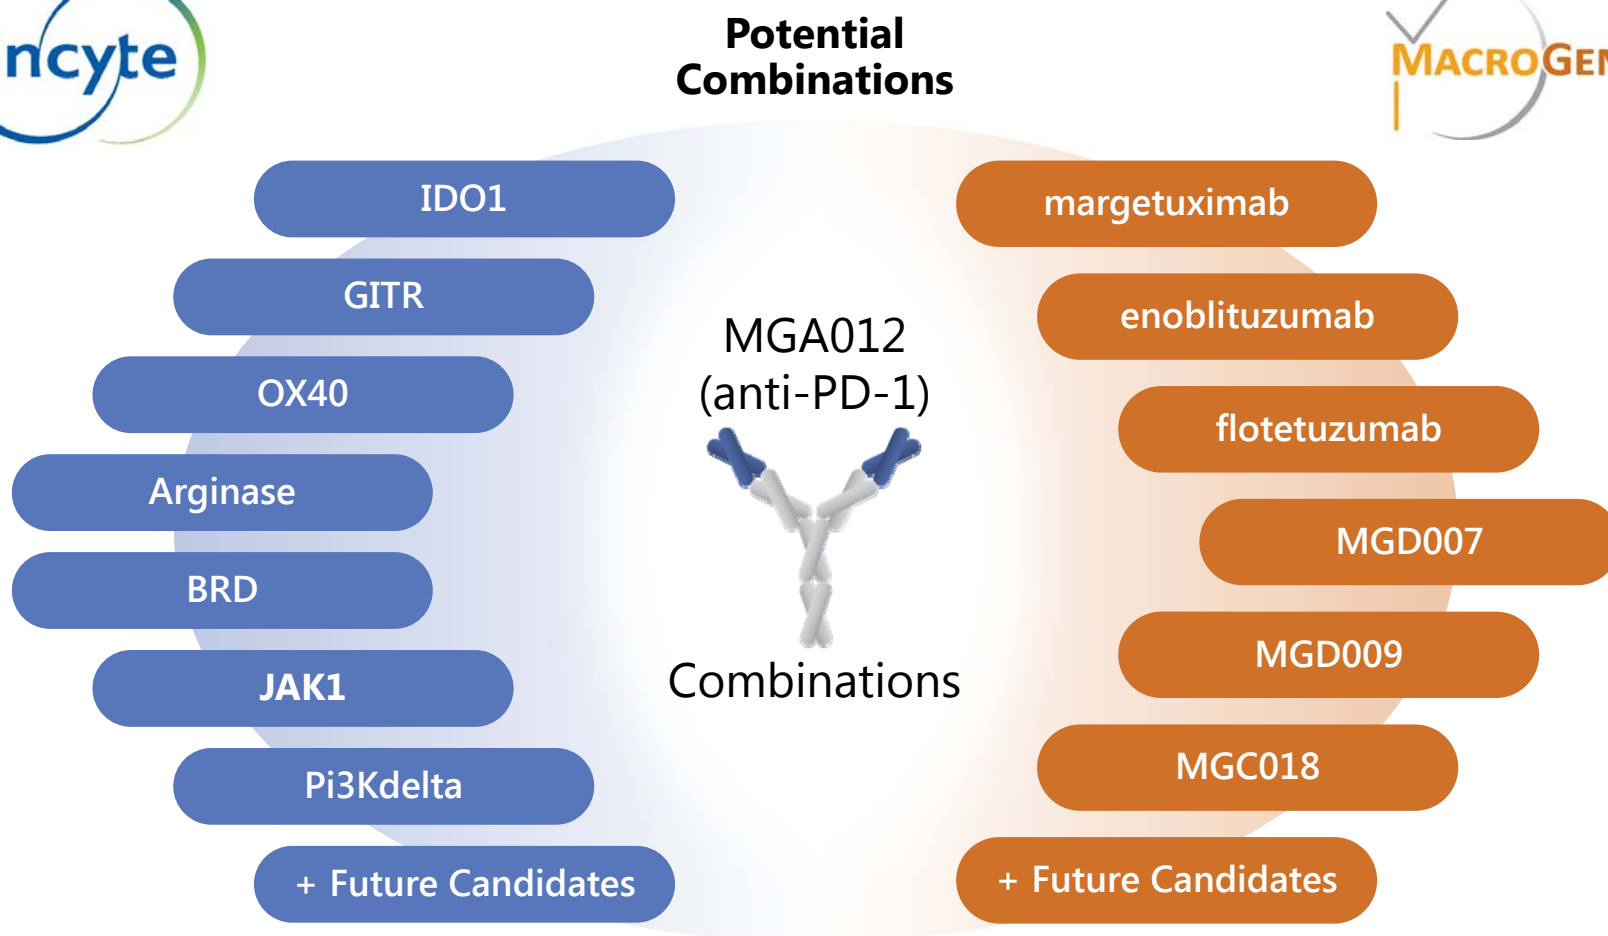 ncyte
Potential
Combinations
MACROGEN
IDO1
GITR
OX40
Arginase
BRD
JAK1
Pi3Kdelta
+ Future Candidates
MGA012
(anti-PD-1)
Combinations
margetuximab
enoblituzumab
flotetuzumab
MGD007
MGD009
MGC018
+ Future Candidates